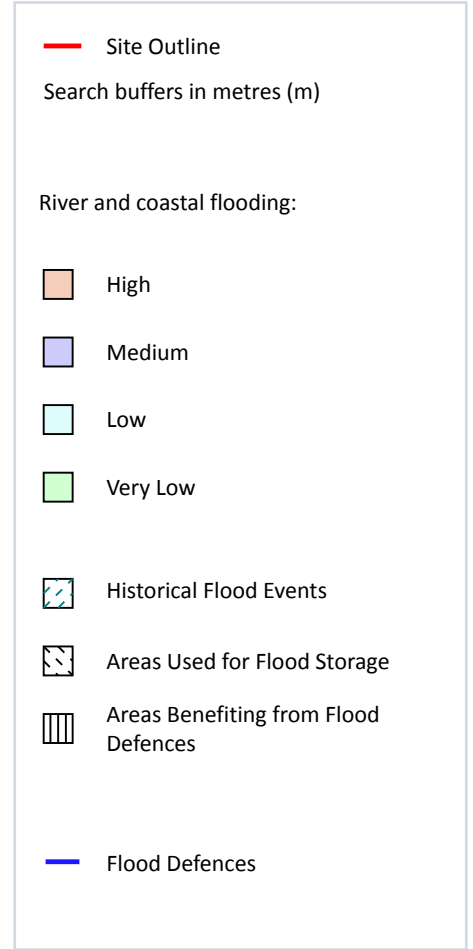 Site Outline
Search buffers in metres (m)
River and coastal flooding:
High
Medium
Low
Very Low
Historical Flood Events
Areas Used for Flood Storage
Areas Benefiting from Flood
Defences
Flood Defences